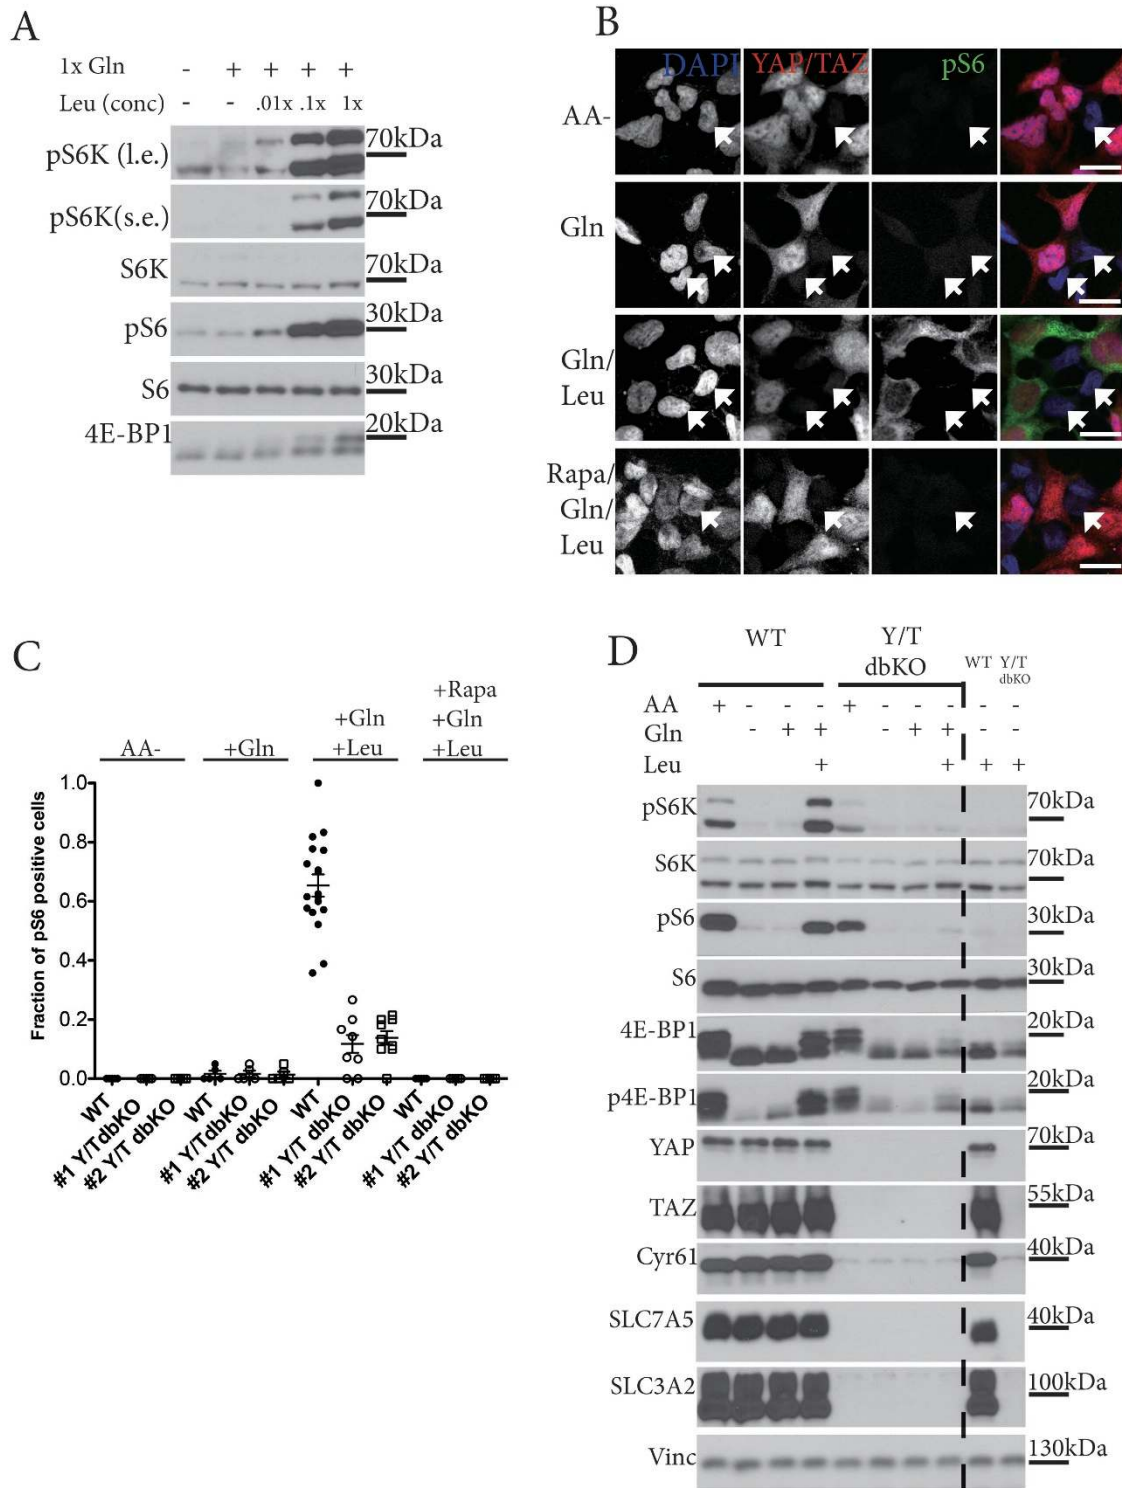 A
1x Gln - + + + +
Leu (conc) - - .01x .1x 1x
pS6K (l.e.) 70kDa
pS6K(s.e.) 70kDa
S6K 70kDa
pS6 30kDa
S6 30kDa
4E-BP1 20kDa
B
DAPI YAP/TAZ pS6
AA-
Gln
Gln/
Leu
Rapa/
Gln/
Leu
C
+Rapa
+Gln +Gln
AA- +Gln +Leu +Leu
Fraction of pS6 positive cells
1.0
0.8
0.6
0.4
0.2
0.0
WT #1 Y/TdbKO #2 Y/T dbKO WT #1 Y/TdbKO #2 Y/T dbKO WT #1 Y/T dbKO #2 Y/T dbKO WT #1 Y/T dbKO #2 Y/T dbKO
D
WT Y/T dbKO WT Y/T dbKO
AA + - - - + - - - - -
Gln - + + - + + - -
Leu + + + +
pS6K 70kDa
S6K 70kDa
pS6 30kDa
S6 30kDa
4E-BP1 20kDa
p4E-BP1 20kDa
YAP 70kDa
TAZ 55kDa
Cyr61 40kDa
SLC7A5 40kDa
SLC3A2 100kDa
Vinc 130kDa